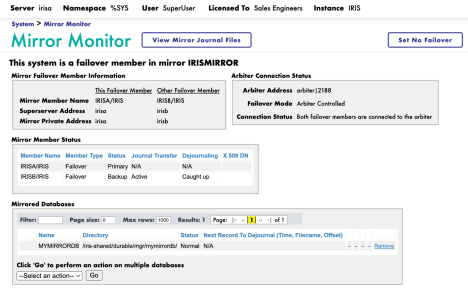 Server irisa Namespace %SYS User SuperUser Licensed To Sales Engineers Instance IRIS
System > Mirror Monitor
Mirror Monitor
View Mirror Journal Files
Set No Failover
This system is a failover member in mirror IRISMIRROR
Mirror Failover Member Information
This Failover Member Other Failover Member
Mirror Member Name IRISA/IRIS IRISB/IRIS
Superserver Address irisa irisb
Mirror Private Address irisa irisb
Arbiter Connection Status
Arbiter Address arbiter|2188
Failover Mode Arbiter Controlled
Connection Status Both failover members are connected to the arbiter
Mirror Member Status
Member Name Member Type Status Journal Transfer Dejournaling X.509 DN
IRISA/IRIS Failover Primary N/A N/A
IRISB/IRIS Failover Backup Active Caught up
Mirrored Databases
Filter: Page size: 0 Max rows: 1000 Results: 1 Page: |« « 1 » »| of 1
Name Directory Status Next Record To Dejournal (Time, Filename, Offset)
MYMIRRORDB /iris-shared/durable/mgr/mymirrordb/ Normal N/A - - - - Remove
Click 'Go' to perform an action on multiple databases
--Select an action-- Go